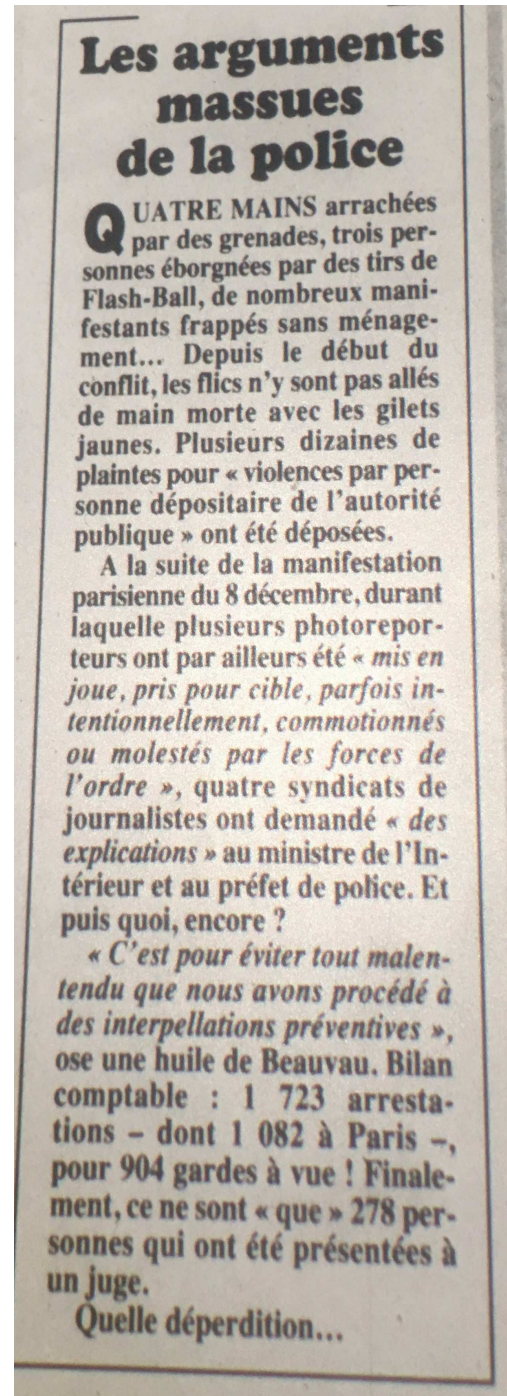 Les arguments
massues
de la police
QUATRE MAINS arrachées
par des grenades, trois per-
sonnes éborgnées par des tirs de
Flash-Ball, de nombreux mani-
festants frappés sans ménage-
ment... Depuis le début du
conflit, les flics n'y sont pas allés
de main morte avec les gilets
jaunes. Plusieurs dizaines de
plaintes pour « violences par per-
sonne dépositaire de l'autorité
publique » ont été déposées.
A la suite de la manifestation
parisienne du 8 décembre, durant
laquelle plusieurs photorepor-
teurs ont par ailleurs été « mis en
joue, pris pour cible, parfois in-
tentionnellement, commotionnés
ou molestés par les forces de
l'ordre », quatre syndicats de
journalistes ont demandé « des
explications » au ministre de l'In-
térieur et au préfet de police. Et
puis quoi, encore ?
« C'est pour éviter tout malen-
tendu que nous avons procédé à
des interpellations préventives »,
ose une huile de Beauvau. Bilan
comptable : 1 723 arresta-
tions – dont 1 082 à Paris –,
pour 904 gardes à vue ! Finale-
ment, ce ne sont « que » 278 per-
sonnes qui ont été présentées à
un juge.
Quelle déperdition...